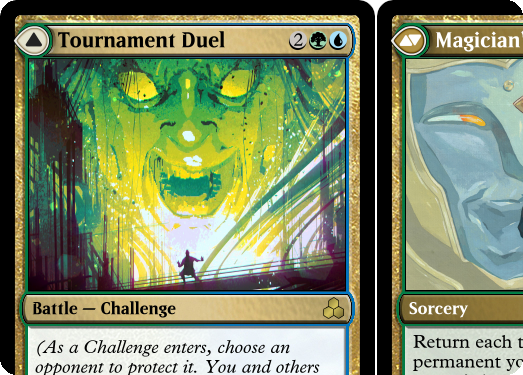 Tournament Duel 2
Battle — Challenge
(As a Challenge enters, choose an
opponent to protect it. You and others
Magician'
Sorcery
Return each t
permanent yo